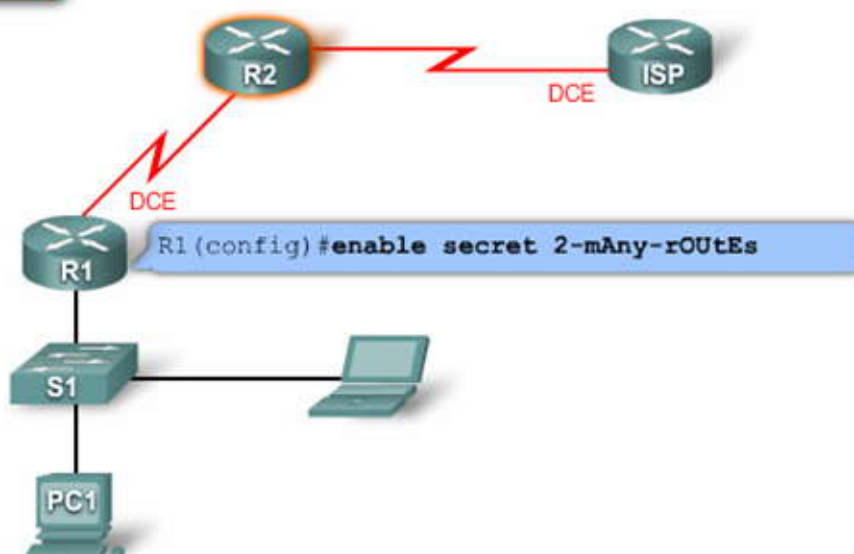 R2
ISP
DCE
DCE
R1
R1(config)#enable secret 2-mAny-rOUtEs
S1
PC1